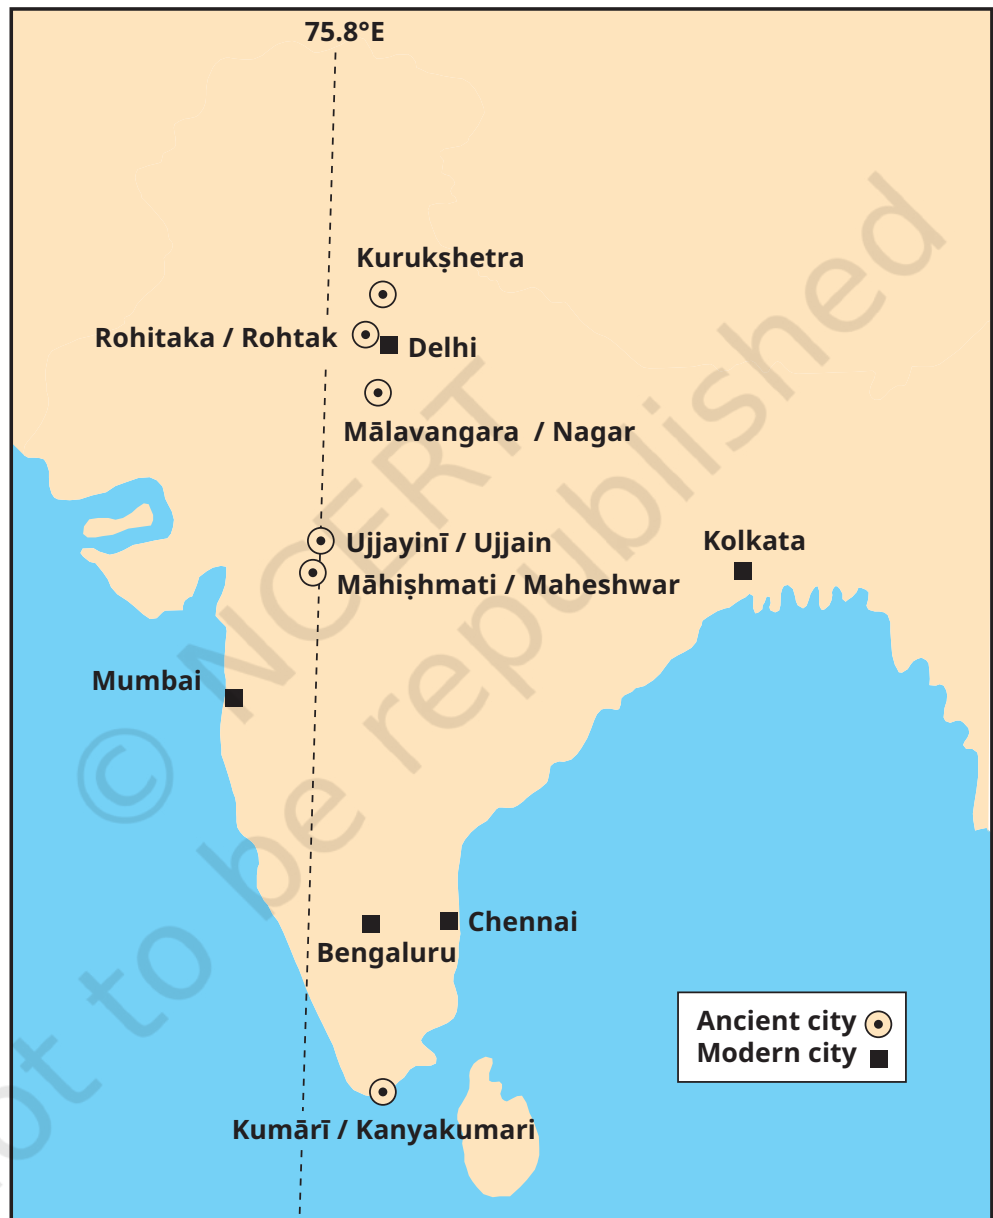 75.8°E
Kurukṣhetra
Rohitaka / Rohtak
Delhi
Mālavangara / Nagar
Ujjayinī / Ujjain
Kolkata
Māhiṣhmati / Maheshwar
Mumbai
Chennai
Bengaluru
Ancient city
Modern city
Kumārī / Kanyakumari
© NCERT
not to be republished